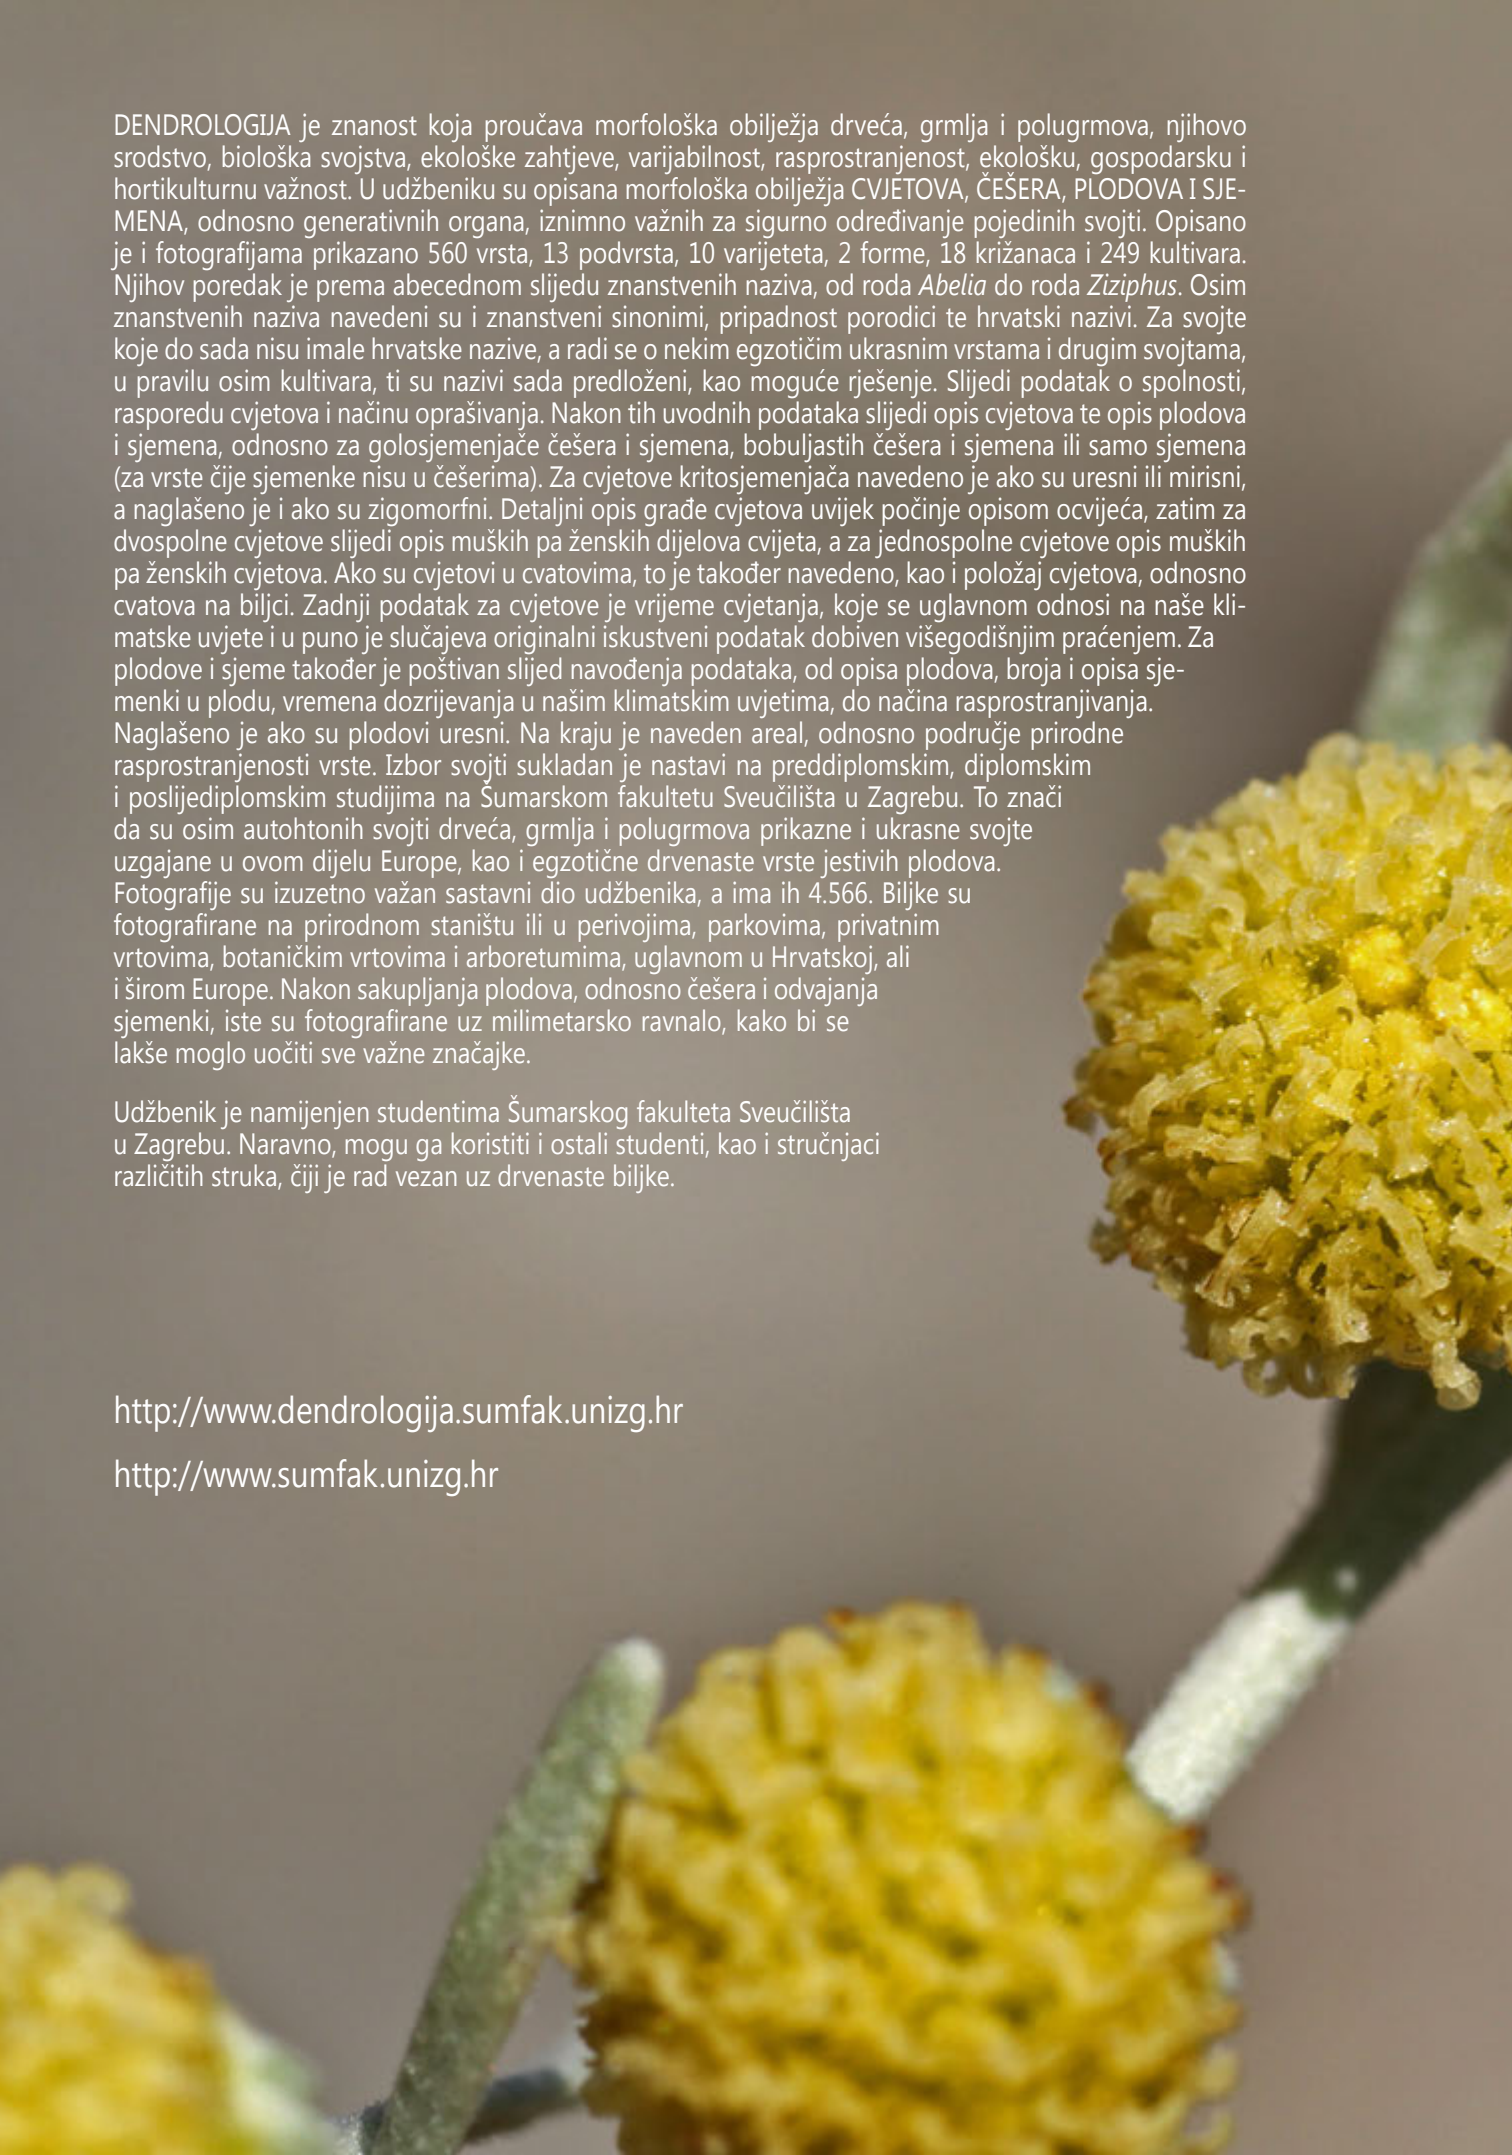 DENDROLOGIJA je znanost koja proučava morfološka obilježja drveća, grmlja i polugrmova, njihovo
srodstvo, biološka svojstva, ekološke zahtjeve, varijabilnost, rasprostranjenost, ekološku, gospodarsku i
hortikulturnu važnost. U udžbeniku su opisana morfološka obilježja CVJETOVA, ČEŠERA, PLODOVA I SJE-
MENA, odnosno generativnih organa, iznimno važnih za sigurno određivanje pojedinih svojti. Opisano
je i fotografijama prikazano 560 vrsta, 13 podvrsta, 10 varijeteta, 2 forme, 18 križanaca i 249 kultivara.
Njihov poredak je prema abecednom slijedu znanstvenih naziva, od roda Abelia do roda Ziziphus. Osim
znanstvenih naziva navedeni su i znanstveni sinonimi, pripadnost porodici te hrvatski nazivi. Za svojte
koje do sada nisu imale hrvatske nazive, a radi se o nekim egzotičim ukrasnim vrstama i drugim svojtama,
u pravilu osim kultivara, ti su nazivi sada predloženi, kao moguće rješenje. Slijedi podatak o spolnosti,
rasporedu cvjetova i načinu oprašivanja. Nakon tih uvodnih podataka slijedi opis cvjetova te opis plodova
i sjemena, odnosno za golosjemenjače češera i sjemena, bobuljastih češera i sjemena ili samo sjemena
(za vrste čije sjemenke nisu u češerima). Za cvjetove kritosjemenjača navedeno je ako su uresni ili mirisni,
a naglašeno je i ako su zigomorfni. Detaljni opis građe cvjetova uvijek počinje opisom ocvijeća, zatim za
dvospolne cvjetove slijedi opis muških pa ženskih dijelova cvijeta, a za jednospolne cvjetove opis muških
pa ženskih cvjetova. Ako su cvjetovi u cvatovima, to je također navedeno, kao i položaj cvjetova, odnosno
cvatova na biljci. Zadnji podatak za cvjetove je vrijeme cvjetanja, koje se uglavnom odnosi na naše kli-
matske uvjete i u puno je slučajeva originalni iskustveni podatak dobiven višegodišnjim praćenjem. Za
plodove i sjeme također je poštivan slijed navođenja podataka, od opisa plodova, broja i opisa sje-
menki u plodu, vremena dozrijevanja u našim klimatskim uvjetima, do načina rasprostranjivanja.
Naglašeno je ako su plodovi uresni. Na kraju je naveden areal, odnosno područje prirodne
rasprostranjenosti vrste. Izbor svojti sukladan je nastavi na preddiplomskim, diplomskim
i poslijediplomskim studijima na Šumarskom fakultetu Sveučilišta u Zagrebu. To znači
da su osim autohtonih svojti drveća, grmlja i polugrmova prikazne i ukrasne svojte
uzgajane u ovom dijelu Europe, kao i egzotične drvenaste vrste jestivih plodova.
Fotografije su izuzetno važan sastavni dio udžbenika, a ima ih 4.566. Biljke su
fotografirane na prirodnom staništu ili u perivojima, parkovima, privatnim
vrtovima, botaničkim vrtovima i arboretumima, uglavnom u Hrvatskoj, ali
i širom Europe. Nakon sakupljanja plodova, odnosno češera i odvajanja
sjemenki, iste su fotografirane uz milimetarsko ravnalo, kako bi se
lakše moglo uočiti sve važne značajke.
Udžbenik je namijenjen studentima Šumarskog fakulteta Sveučilišta
u Zagrebu. Naravno, mogu ga koristiti i ostali studenti, kao i stručnjaci
različitih struka, čiji je rad vezan uz drvenaste biljke.
http://www.dendrologija.sumfak.unizg.hr
http://www.sumfak.unizg.hr